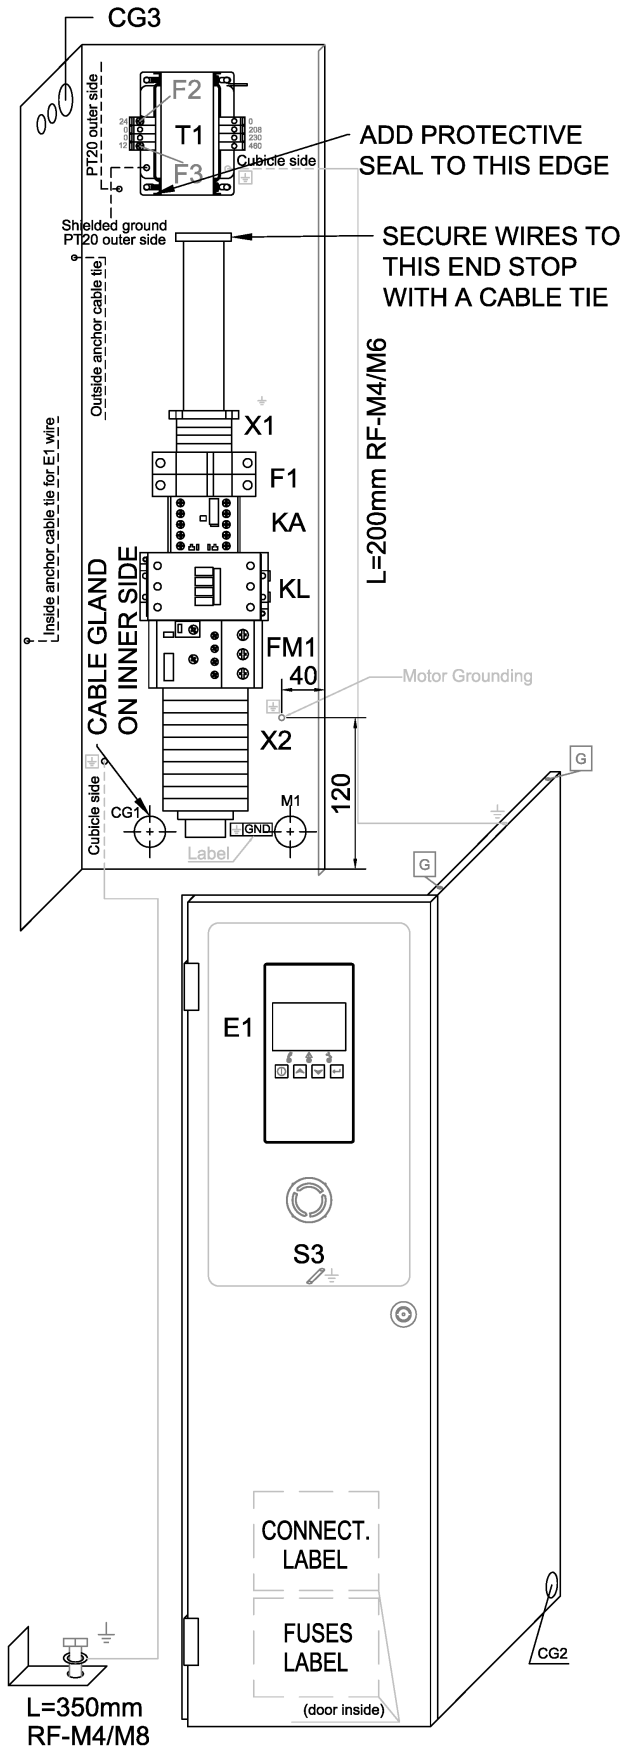 CG3
PT20 outer side
F2
24
0
0
12
T1
0
208
230
460
F3
Cubicle side
ADD PROTECTIVE
SEAL TO THIS EDGE
Shielded ground
PT20 outer side
SECURE WIRES TO
THIS END STOP
WITH A CABLE TIE
Outside anchor cable tie
L=200mm RF-M4/M6
X1
F1
KA
Inside anchor cable tie for E1 wire
CABLE GLAND
ON INNER SIDE
KL
FM1
40
Motor Grounding
X2
120
G
Cubicle side
CG1
M1
GND
Label
G
E1
S3
CONNECT.
LABEL
FUSES
LABEL
(door inside)
CG2
L=350mm
RF-M4/M8